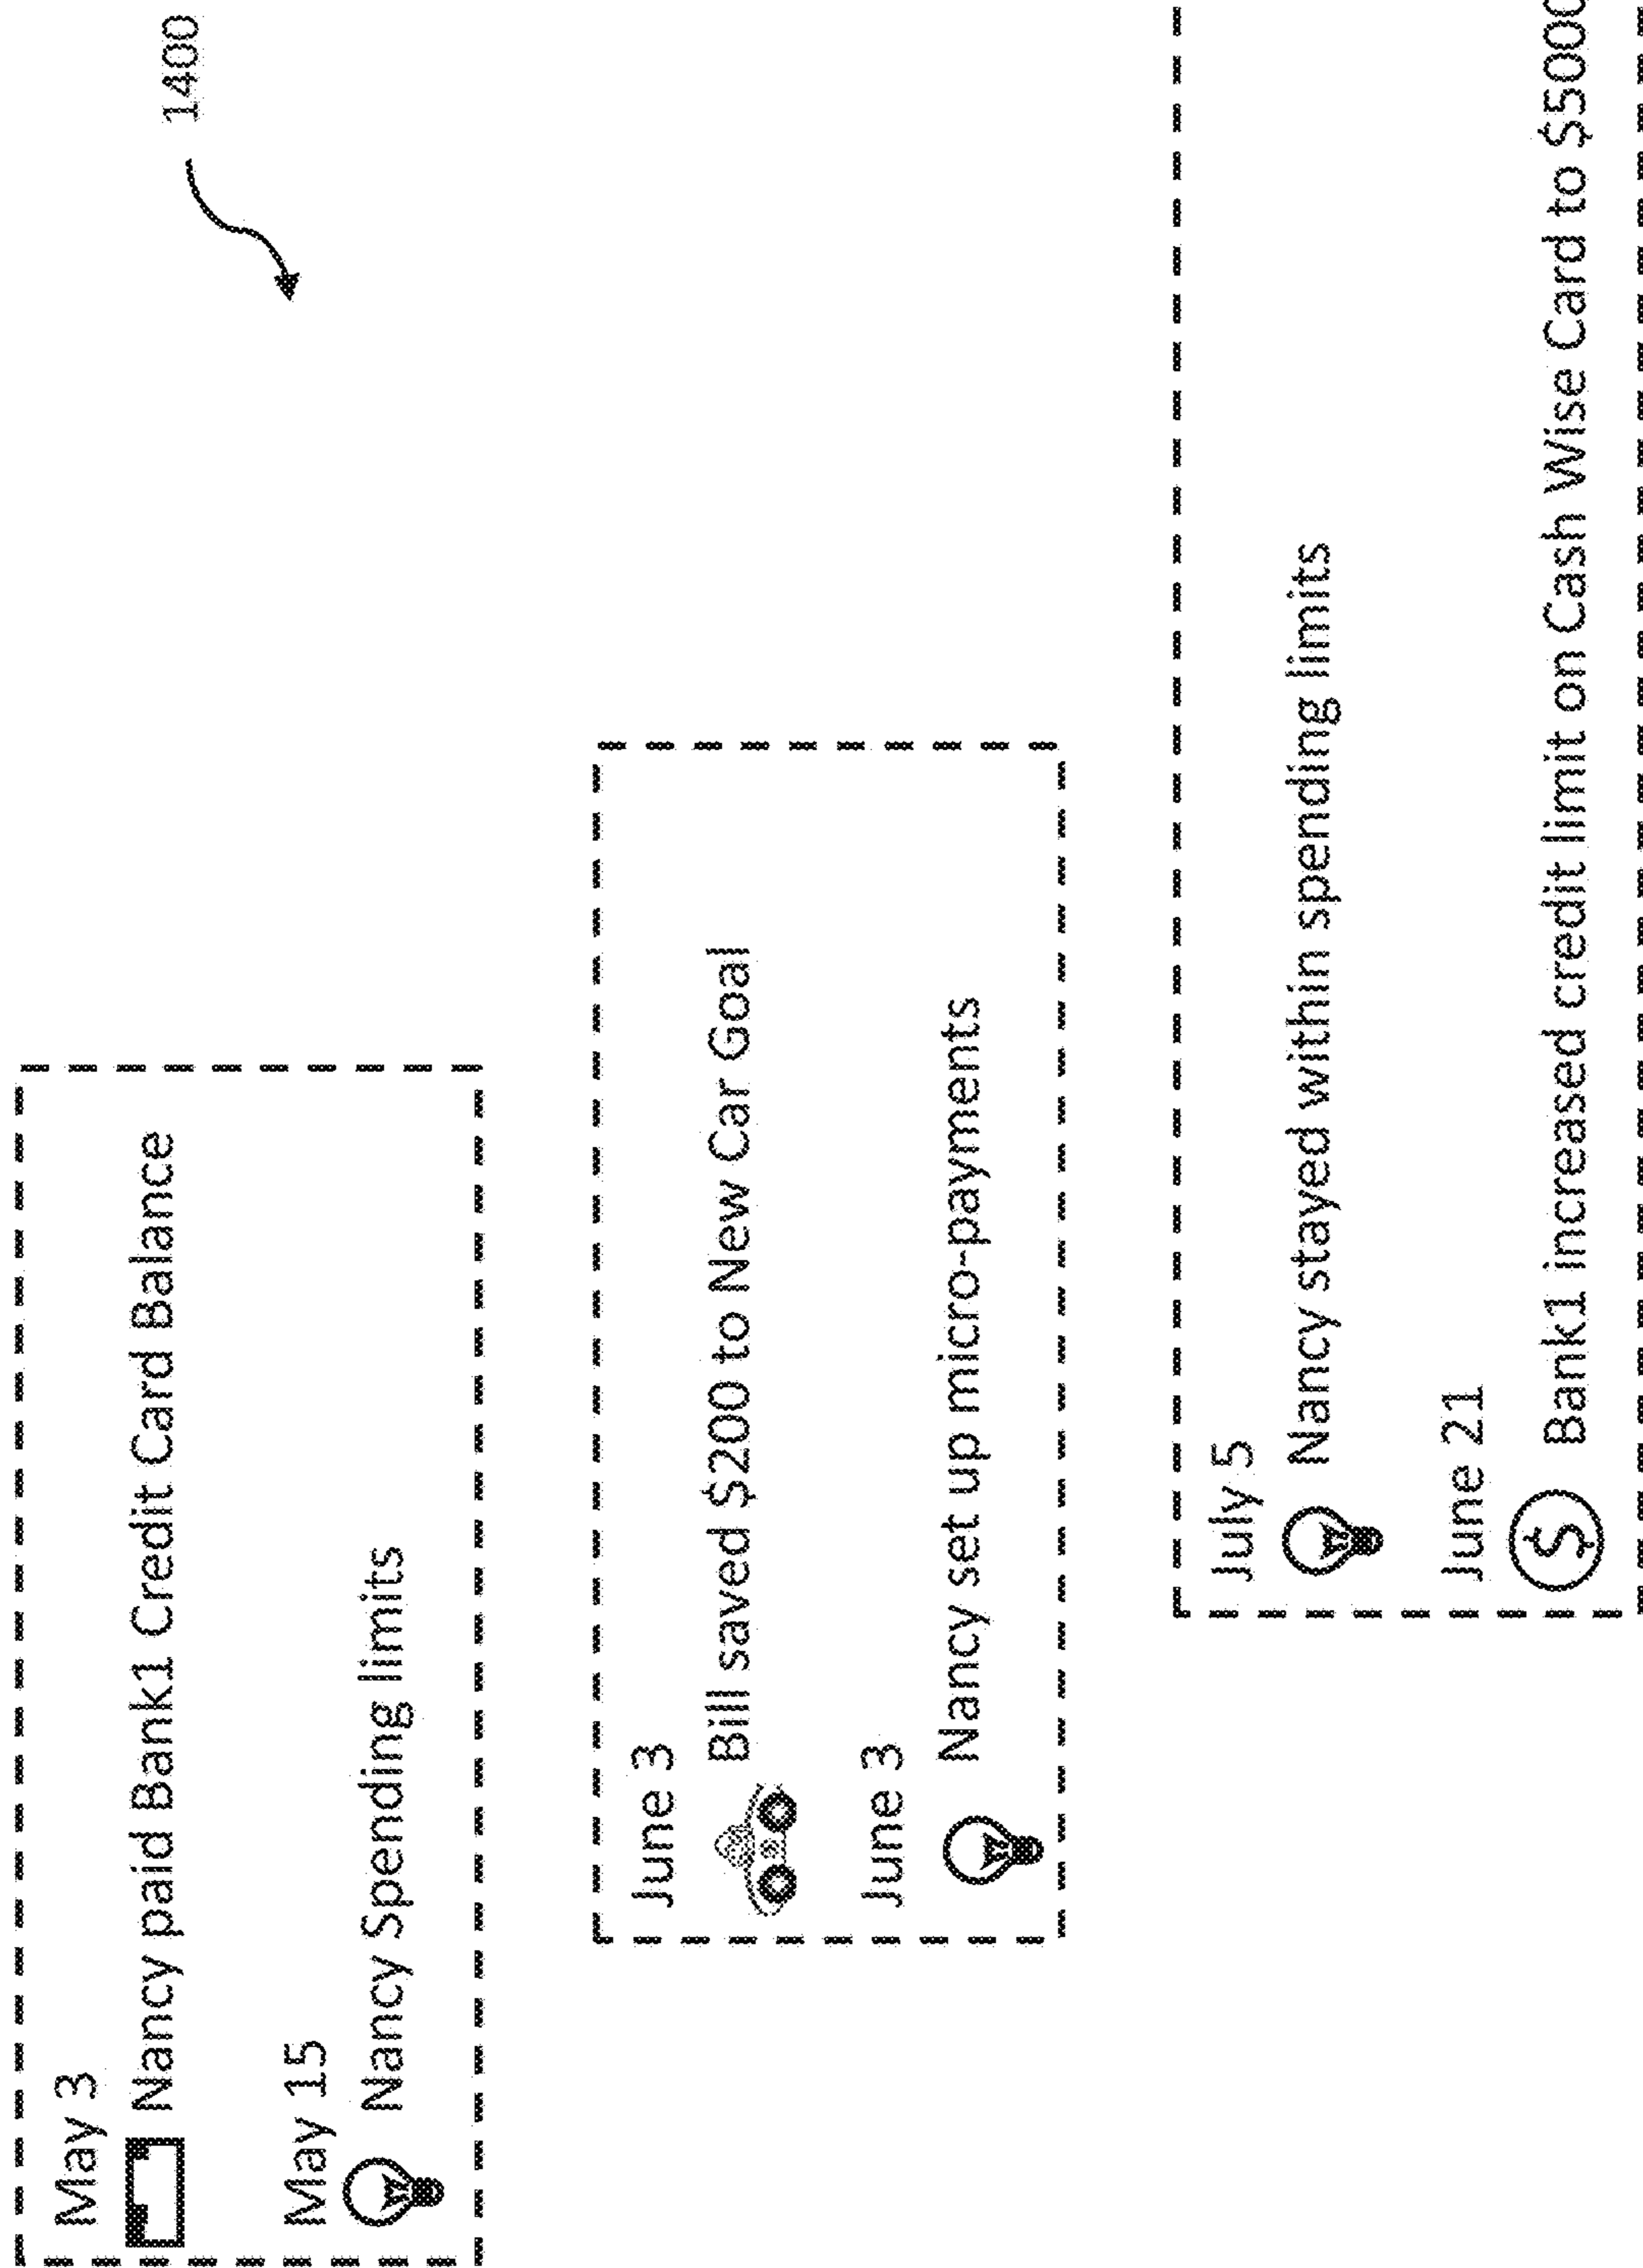 1400
May 3
Nancy paid Bank1 Credit Card Balance
May 15
Nancy Spending limits
June 3
Bill saved $200 to New Car Goal
June 3
Nancy set up micro-payments
July 5
Nancy stayed within spending limits
June 21
$ Bank1 increased credit limit on Cash Wise Card to $5000